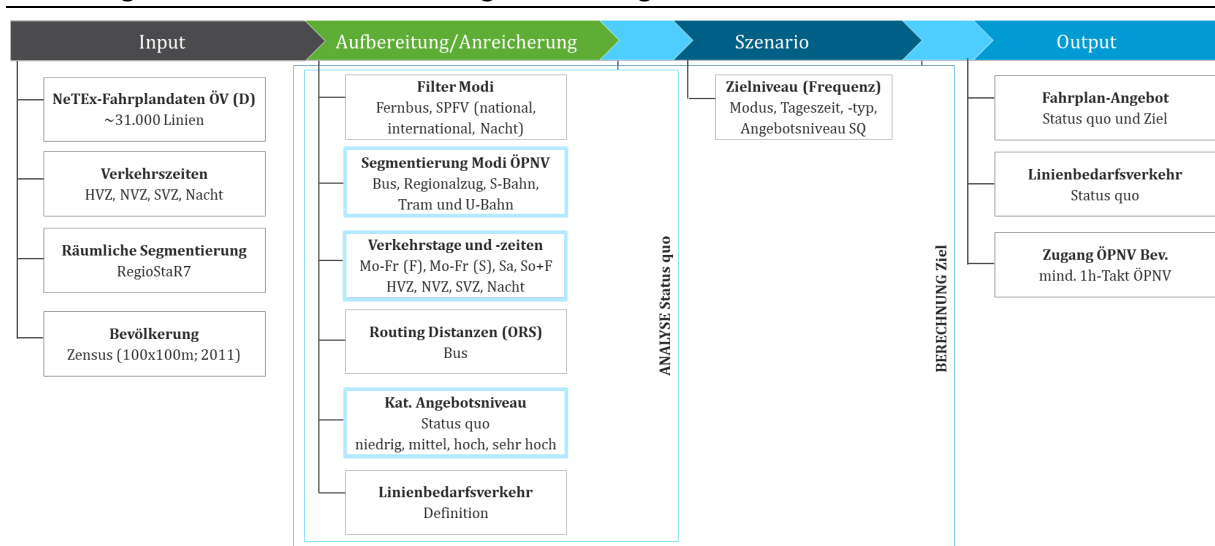 Input
Aufbereitung/Anreicherung
Szenario
Output
NeTEx-Fahrplandaten ÖV (D)
~31.000 Linien
Verkehrszeiten
HVZ, NVZ, SVZ, Nacht
Räumliche Segmentierung
RegioStaR7
Bevölkerung
Zensus (100x100m; 2011)
Filter Modi
Fernbus, SPFV (national,
international, Nacht)
Segmentierung Modi ÖPNV
Bus, Regionalzug, S-Bahn,
Tram und U-Bahn
Verkehrstage und -zeiten
Mo-Fr (F), Mo-Fr (S), Sa, So+F
HVZ, NVZ, SVZ, Nacht
Routing Distanzen (ORS)
Bus
Kat. Angebotsniveau
Status quo
niedrig, mittel, hoch, sehr hoch
Linienbedarfsverkehr
Definition
ANALYSE Status quo
Zielniveau (Frequenz)
Modus, Tageszeit, -typ,
Angebotsniveau SQ
BERECHNUNG Ziel
Fahrplan-Angebot
Status quo und Ziel
Linienbedarfsverkehr
Status quo
Zugang ÖPNV Bev.
mind. 1h-Takt ÖPNV